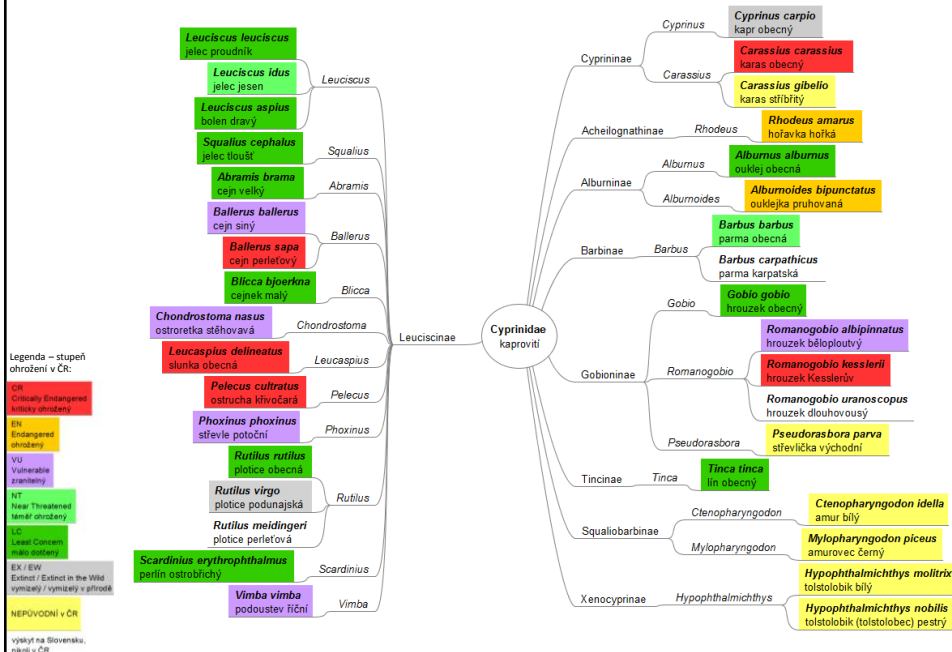 Leuciscus leuciscus
jelec proudník
Leuciscus idus
jelec jesen
Leuciscus aspius
bolen dravý
Leuciscus
Squalius cephalus
jelec tloušť
Squalius
Abramis brama
cejn velký
Abramis
Ballerus ballerus
cejn siný
Ballerus sapa
cejn perleťový
Ballerus
Blicca bjoerkna
cejnek malý
Blicca
Chondrostoma nasus
ostroretka stěhovavá
Chondrostoma
Leucaspius delineatus
slunka obecná
Leucaspius
Pelecus cultratus
ostrucha křivočará
Pelecus
Phoxinus phoxinus
střevle potoční
Phoxinus
Rutilus rutilus
plotice obecná
Rutilus virgo
plotice podunajská
Rutilus meidingeri
plotice perleťová
Rutilus
Scardinius erythrophthalmus
perlín ostrobřichý
Scardinius
Vimba vimba
podoustev říční
Vimba
Leuciscinae
Cyprinidae
kaprovití
Cyprininae
Cyprinus
Cyprinus carpio
kapr obecný
Carassius
Carassius carassius
karas obecný
Carassius gibelio
karas stříbřitý
Acheilognathinae
Rhodeus
Rhodeus amarus
hořavka hořká
Alburninae
Alburnus
Alburnus alburnus
ouklej obecná
Alburnoides
Alburnoides bipunctatus
ouklejka pruhovaná
Barbinae
Barbus
Barbus barbus
parma obecná
Barbus carpathicus
parma karpatská
Gobioninae
Gobio
Gobio gobio
hrouzek obecný
Romanogobio
Romanogobio albipinnatus
hrouzek běloploutvý
Romanogobio kesslerii
hrouzek Kesslerův
Romanogobio uranoscopus
hrouzek dlouhovousý
Pseudorasbora
Pseudorasbora parva
střevlička východní
Tincinae
Tinca
Tinca tinca
lín obecný
Squaliobarbinae
Ctenopharyngodon
Ctenopharyngodon idella
amur bílý
Mylopharyngodon
Mylopharyngodon piceus
amurovec černý
Xenocyprinae
Hypophthalmichthys
Hypophthalmichthys molitrix
tolstolobik bílý
Hypophthalmichthys nobilis
tolstolobik (tolstolobec) pestrý
Legenda – stupeň
ohrožení v ČR:
CR
Critically Endangered
kriticky ohrožený
EN
Endangered
ohrožený
VU
Vulnerable
zranitelný
NT
Near Threatened
téměř ohrožený
LC
Least Concern
málo dotčený
EX / EW
Extinct / Extinct in the Wild
vymizelý / vymizelý v přírodě
NEPŮVODNÍ v ČR
výskyt na Slovensku,
nikoli v ČR